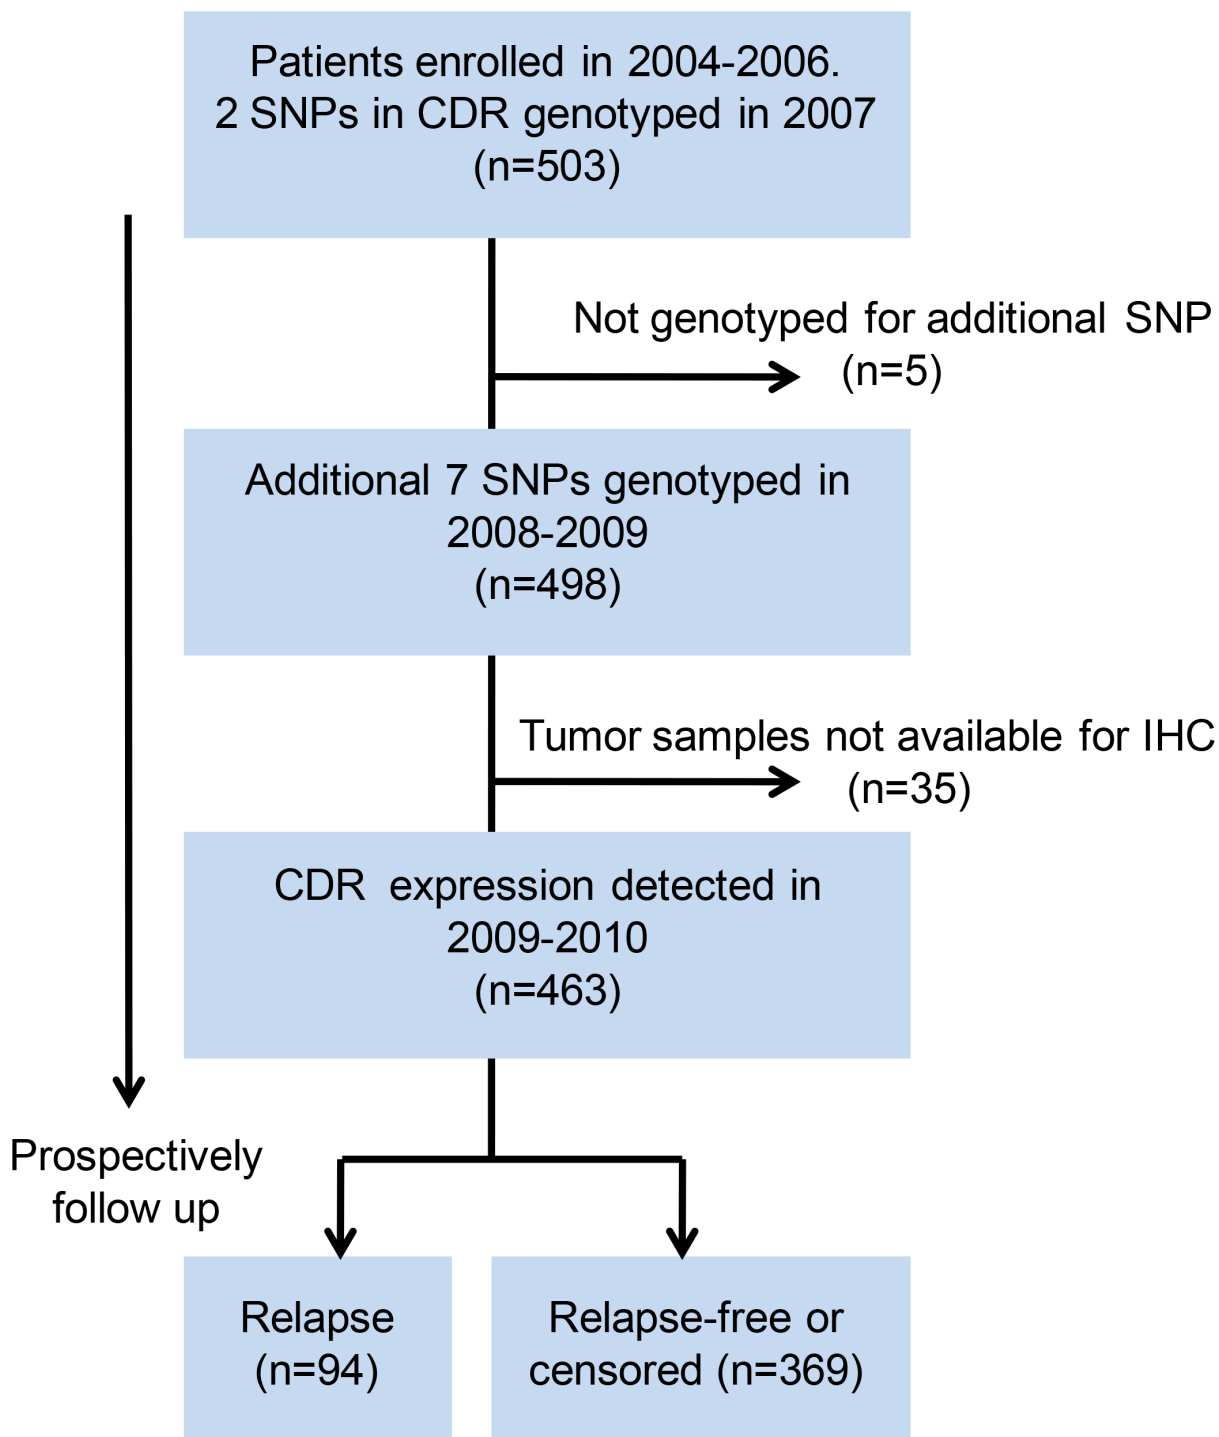 Patients enrolled in 2004-2006.
2 SNPs in CDR genotyped in 2007
(n=503)
Not genotyped for additional SNP
(n=5)
Additional 7 SNPs genotyped in
2008-2009
(n=498)
Tumor samples not available for IHC
(n=35)
CDR expression detected in
2009-2010
(n=463)
Prospectively
follow up
Relapse
(n=94)
Relapse-free or
censored (n=369)